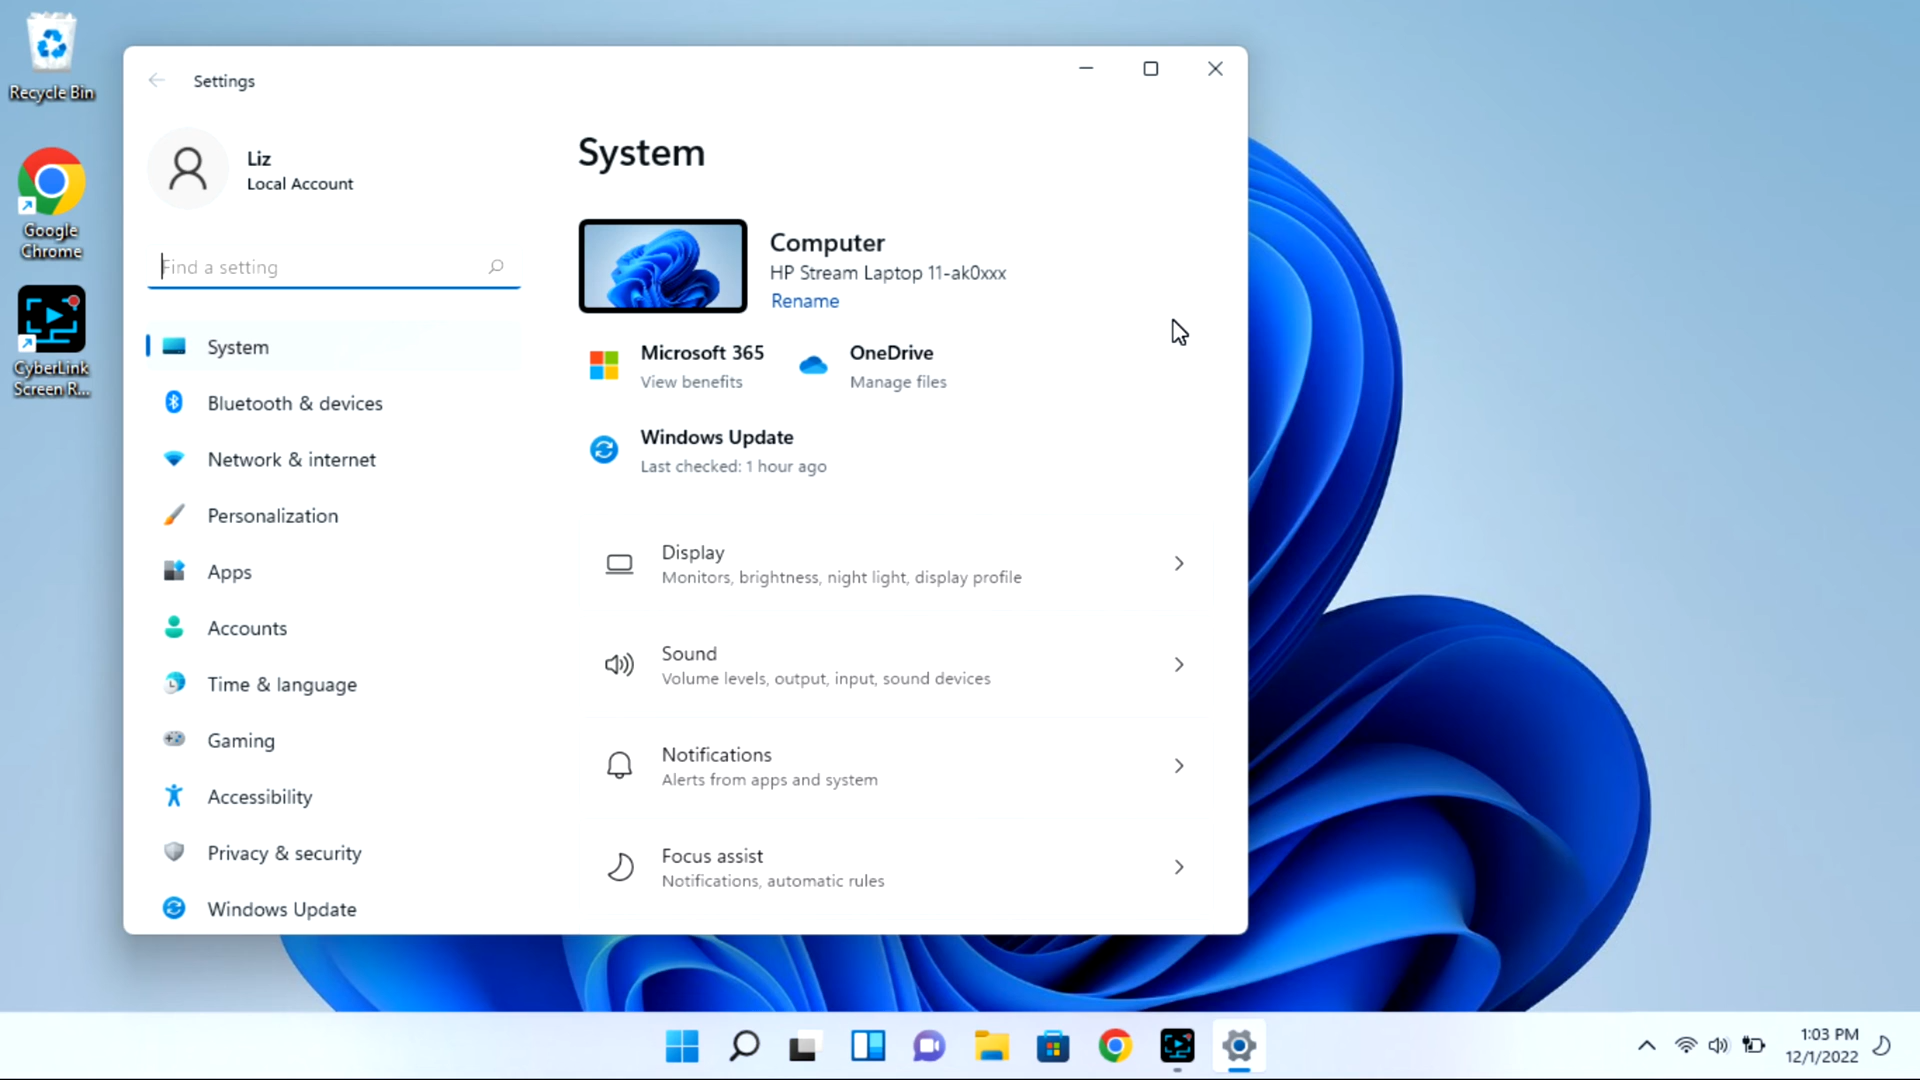 Recycle Bin
Google
Chrome
CyberLink
Screen R...
Settings
Liz
Local Account
Find a setting
System
Bluetooth & devices
Network & internet
Personalization
Apps
Accounts
Time & language
Gaming
Accessibility
Privacy & security
Windows Update
System
Computer
HP Stream Laptop 11-ak0xxx
Rename
Microsoft 365
View benefits
OneDrive
Manage files
Windows Update
Last checked: 1 hour ago
Display
Monitors, brightness, night light, display profile
Sound
Volume levels, output, input, sound devices
Notifications
Alerts from apps and system
Focus assist
Notifications, automatic rules
1:03 PM
12/1/2022